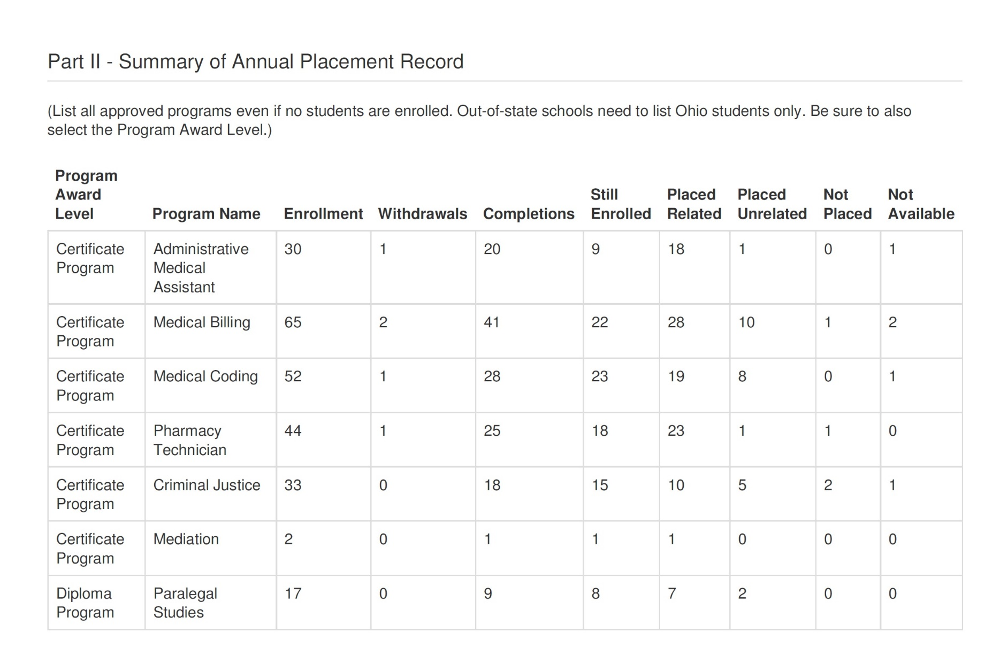 Part II - Summary of Annual Placement Record
(List all approved programs even if no students are enrolled. Out-of-state schools need to list Ohio students only. Be sure to also
select the Program Award Level.)
Program
Award Still Placed Placed Not Not
Level Program Name Enrollment Withdrawals Completions Enrolled Related Unrelated Placed Available
Certificate Administrative 30 1 20 9 18 1 0 1
Program Medical
Assistant
Certificate Medical Billing 65 2 41 22 28 10 1 2
Program
Certificate Medical Coding 52 1 28 23 19 8 0 1
Program
Certificate Pharmacy 44 1 25 18 23 1 1 0
Program Technician
Certificate Criminal Justice 33 0 18 15 10 5 2 1
Program
Certificate Mediation 2 0 1 1 1 0 0 0
Program
Diploma Paralegal 17 0 9 8 7 2 0 0
Program Studies